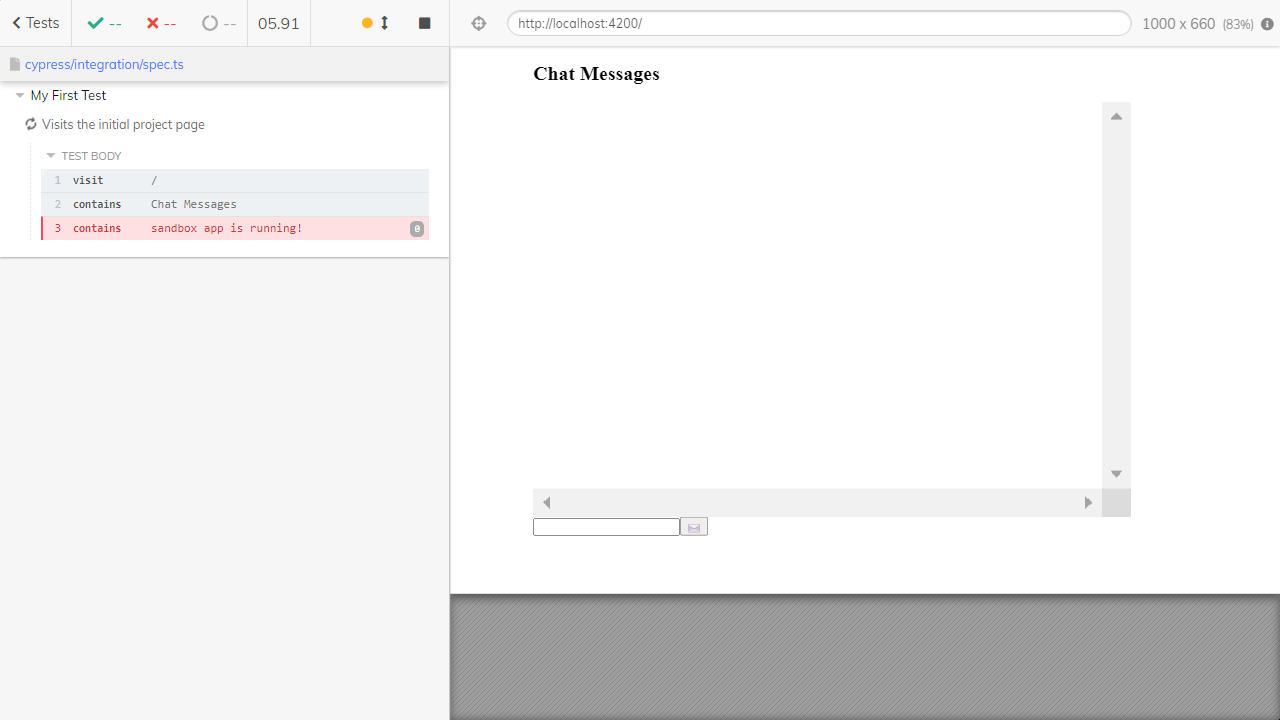 Tests
--
--
--
05.91
http://localhost:4200/
1000 x 660 (83%)
cypress/integration/spec.ts
My First Test
Visits the initial project page
TEST BODY
1 visit /
2 contains Chat Messages
3 contains sandbox app is running! 0
Chat Messages